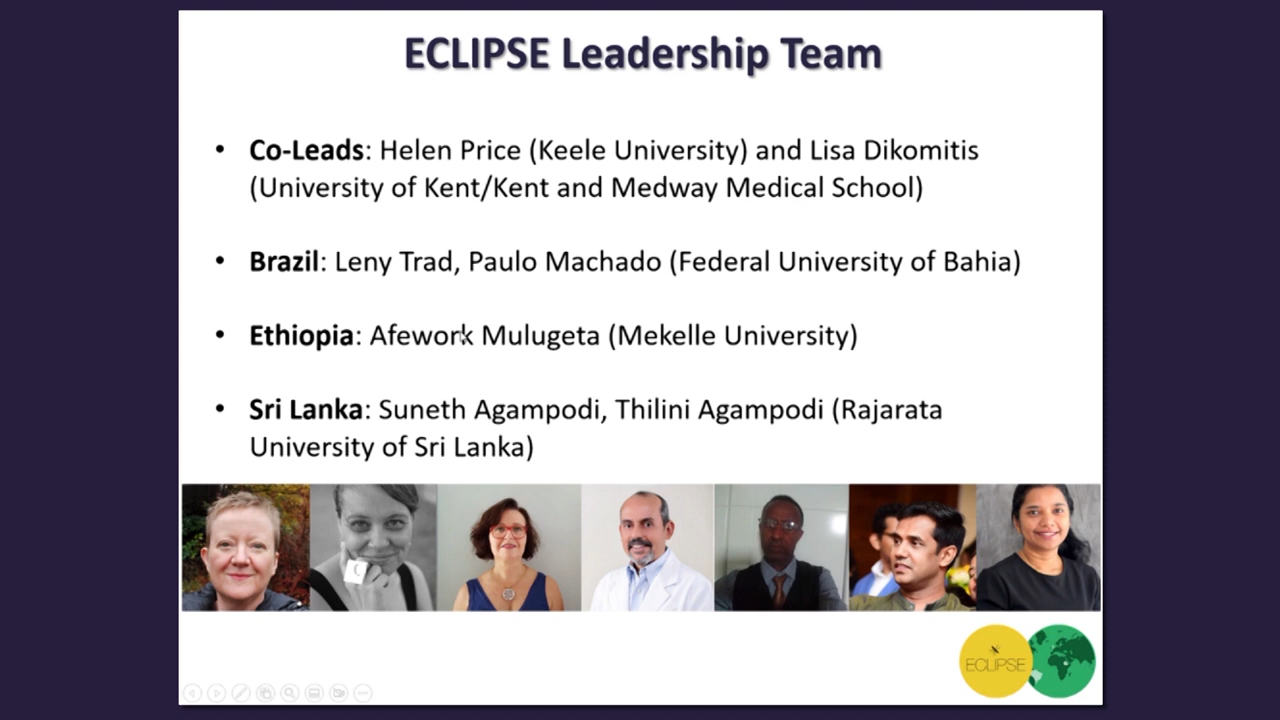 ECLIPSE Leadership Team
• Co-Leads: Helen Price (Keele University) and Lisa Dikomitis
(University of Kent/Kent and Medway Medical School)
• Brazil: Leny Trad, Paulo Machado (Federal University of Bahia)
• Ethiopia: Afework Mulugeta (Mekelle University)
• Sri Lanka: Suneth Agampodi, Thilini Agampodi (Rajarata
University of Sri Lanka)
ECLIPSE